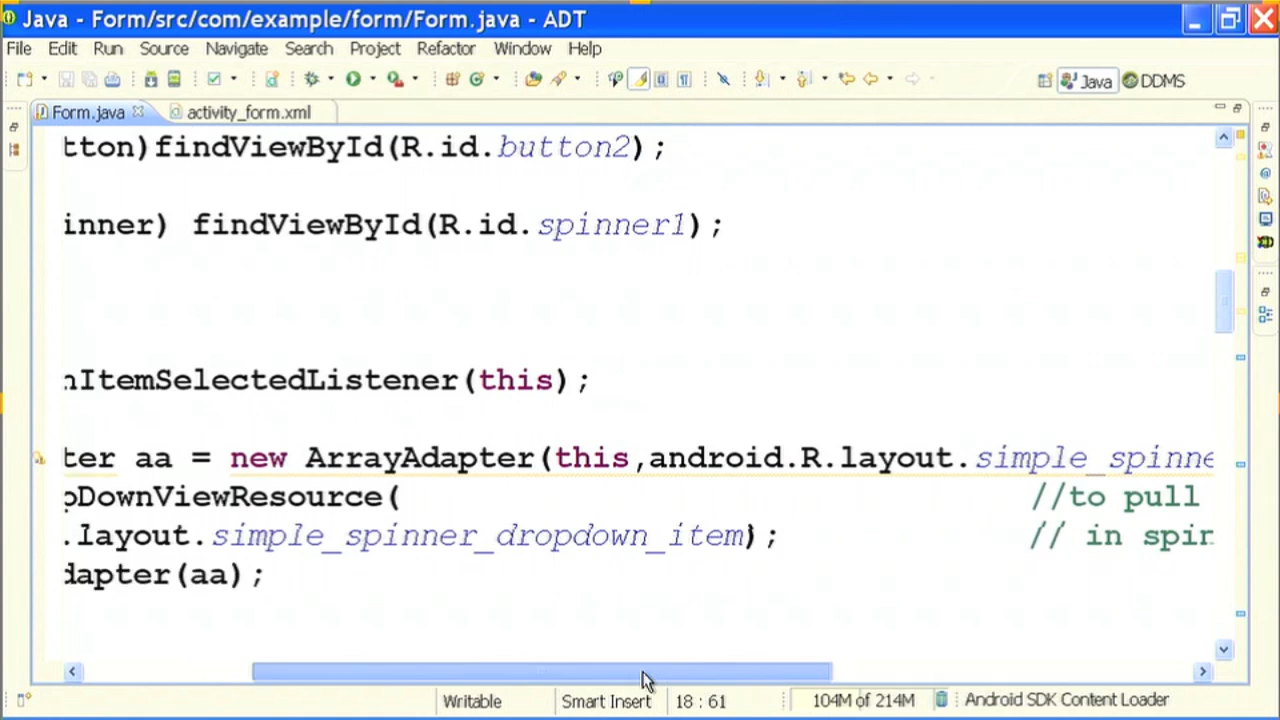 Java - Form/src/com/example/form/Form.java - ADT
File Edit Run Source Navigate Search Project Refactor Window Help
Java DDMS
Form.java activity_form.xml
tton)findViewById(R.id.button2);
inner) findViewById(R.id.spinner1);
nItemSelectedListener(this);
ter aa = new ArrayAdapter(this,android.R.layout.simple_spinne
pDownViewResource( //to pull
.layout.simple_spinner_dropdown_item); // in spin
dapter(aa);
Writable Smart Insert 18 : 61 104M of 214M Android SDK Content Loader